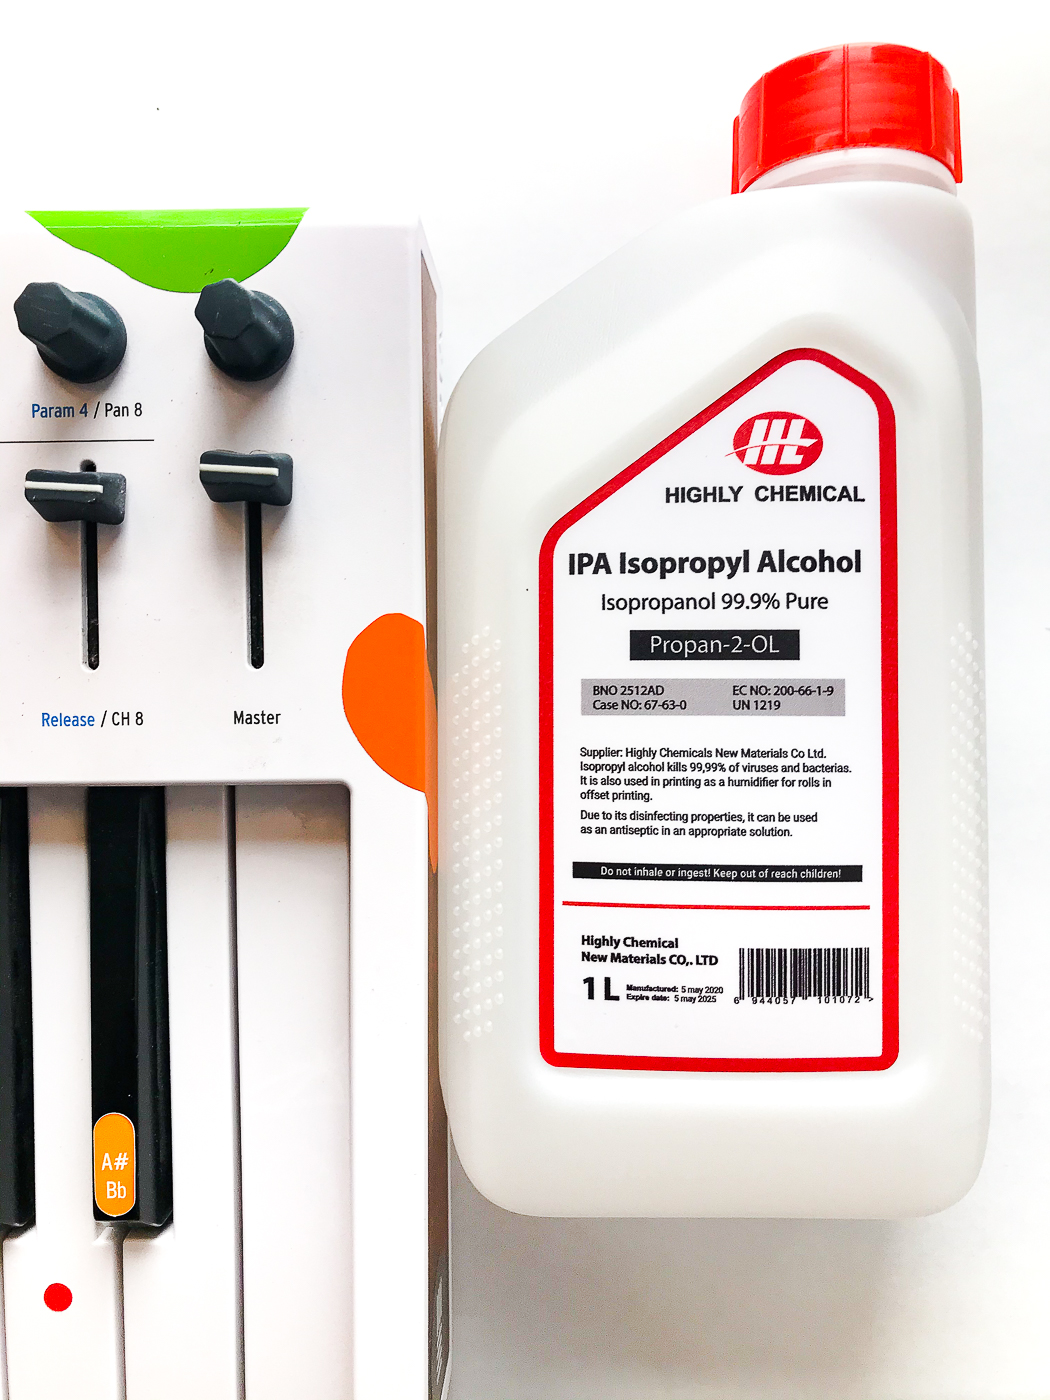 Param 4 / Pan 8
Release / CH 8
Master
A#
Bb
HL
HIGHLY CHEMICAL
IPA Isopropyl Alcohol
Isopropanol 99.9% Pure
Propan-2-OL
BNO 2512AD
Case NO: 67-63-0
EC NO: 200-66-1-9
UN 1219
Supplier: Highly Chemicals New Materials Co Ltd.
Isopropyl alcohol kills 99,99% of viruses and bacterias.
It is also used in printing as a humidifier for rolls in
offset printing.
Due to its disinfecting properties, it can be used
as an antiseptic in an appropriate solution.
Do not inhale or ingest! Keep out of reach children!
Highly Chemical
New Materials CO,. LTD
1 L
Manufactured: 5 may 2020
Expire date: 5 may 2025
6 944057 101072 >